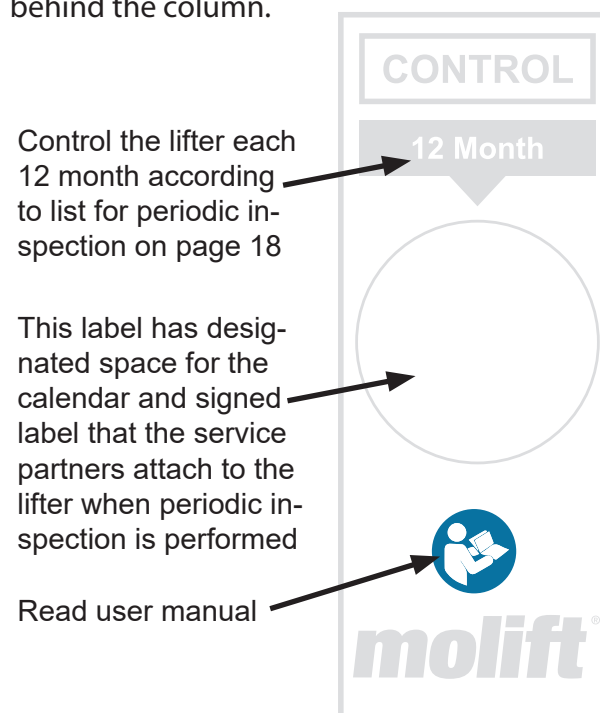 behind the column.
CONTROL
Control the lifter each
12 month according
to list for periodic in-
spection on page 18
12 Month
This label has desig-
nated space for the
calendar and signed
label that the service
partners attach to the
lifter when periodic in-
spection is performed
Read user manual
molift®